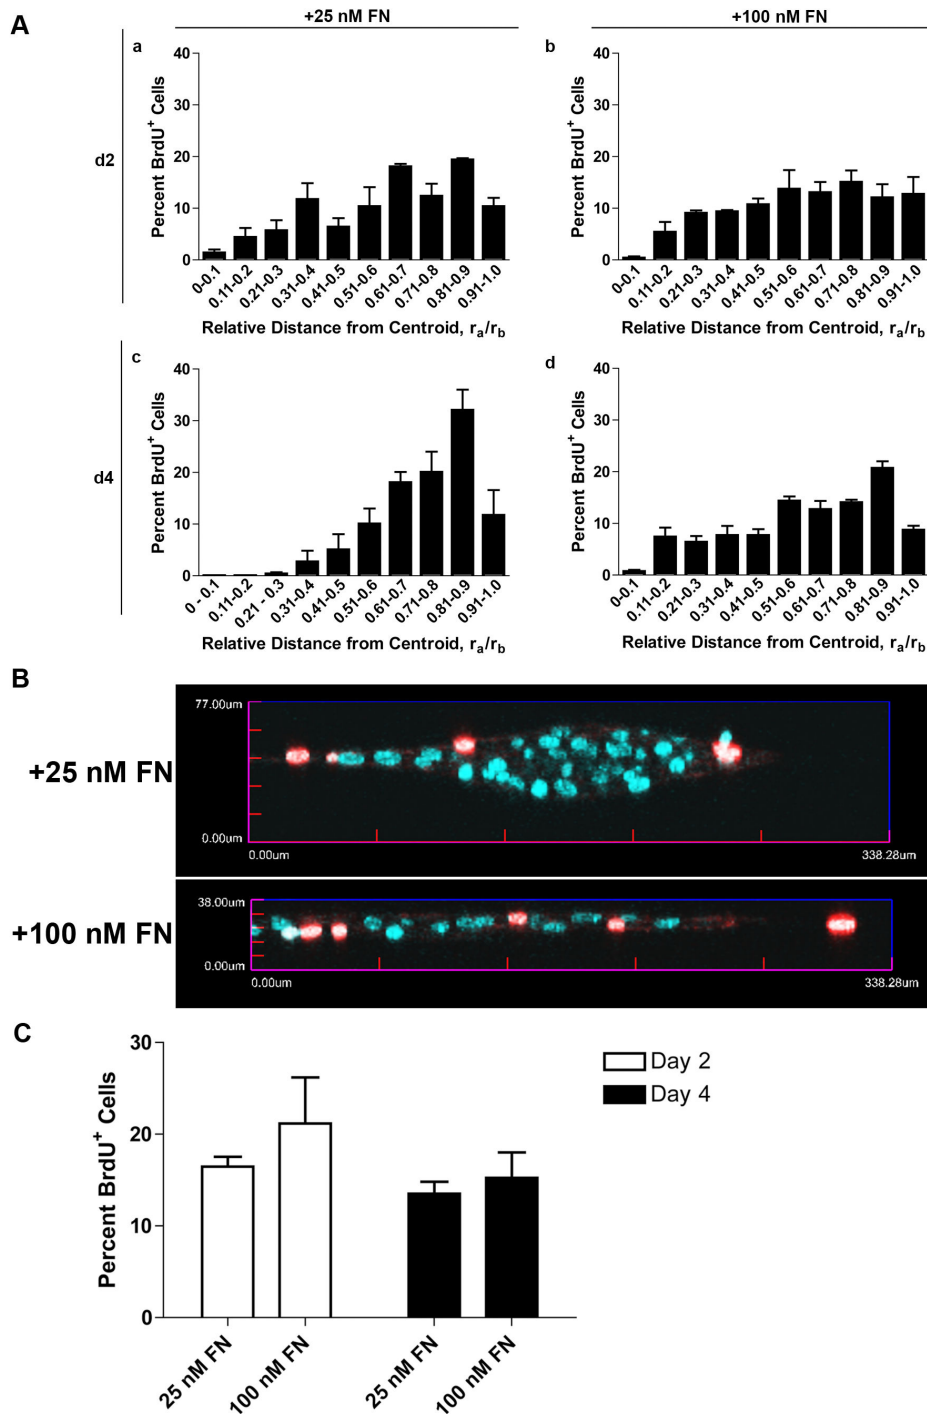 A
+25 nM FN
+100 nM FN
d2
a
Percent BrdU+ Cells
40
30
20
10
0
0-0.1
0.11-0.2
0.21-0.3
0.31-0.4
0.41-0.5
0.51-0.6
0.61-0.7
0.71-0.8
0.81-0.9
0.91-1.0
Relative Distance from Centroid, ra/rb
b
Percent BrdU+ Cells
40
30
20
10
0
0-0.1
0.11-0.2
0.21-0.3
0.31-0.4
0.41-0.5
0.51-0.6
0.61-0.7
0.71-0.8
0.81-0.9
0.91-1.0
Relative Distance from Centroid, ra/rb
d4
c
Percent BrdU+ Cells
40
30
20
10
0
0 - 0.1
0.11-0.2
0.21 - 0.3
0.31-0.4
0.41-0.5
0.51-0.6
0.61-0.7
0.71-0.8
0.81-0.9
0.91-1.0
Relative Distance from Centroid, ra/rb
d
Percent BrdU+ Cells
40
30
20
10
0
0-0.1
0.11-0.2
0.21-0.3
0.31-0.4
0.41-0.5
0.51-0.6
0.61-0.7
0.71-0.8
0.81-0.9
0.91-1.0
Relative Distance from Centroid, ra/rb
B
+25 nM FN
77.00um
0.00um
0.00um
338.28um
+100 nM FN
38.00um
0.00um
0.00um
338.28um
C
Percent BrdU+ Cells
30
20
10
0
25 nM FN
100 nM FN
25 nM FN
100 nM FN
Day 2
Day 4